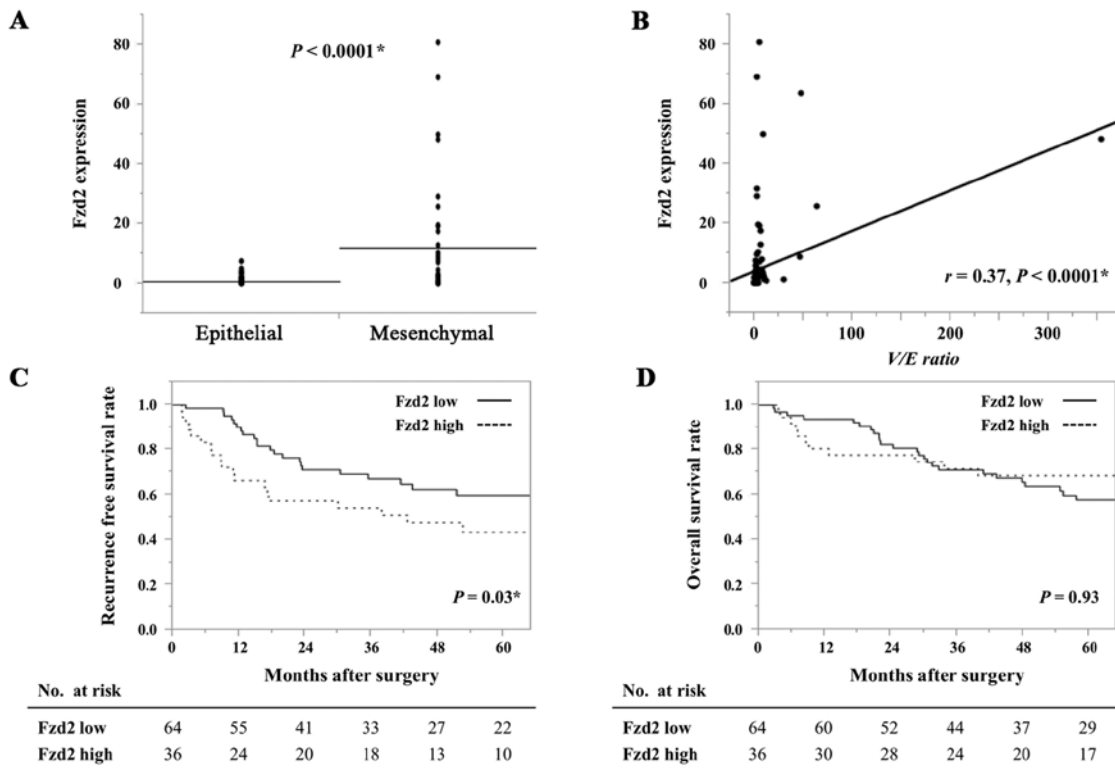 A
Fzd2 expression
80
60
40
20
0
P < 0.0001*
Epithelial
Mesenchymal
B
Fzd2 expression
80
60
40
20
0
r = 0.37, P < 0.0001*
0 100 200 300
V/E ratio
C
Recurrence free survival rate
1.0
0.8
0.6
0.4
0.2
0.0
Fzd2 low
Fzd2 high
P = 0.03*
0 12 24 36 48 60
Months after surgery
No. at risk
Fzd2 low 64 55 41 33 27 22
Fzd2 high 36 24 20 18 13 10
D
Overall survival rate
1.0
0.8
0.6
0.4
0.2
0.0
Fzd2 low
Fzd2 high
P = 0.93
0 12 24 36 48 60
Months after surgery
No. at risk
Fzd2 low 64 60 52 44 37 29
Fzd2 high 36 30 28 24 20 17